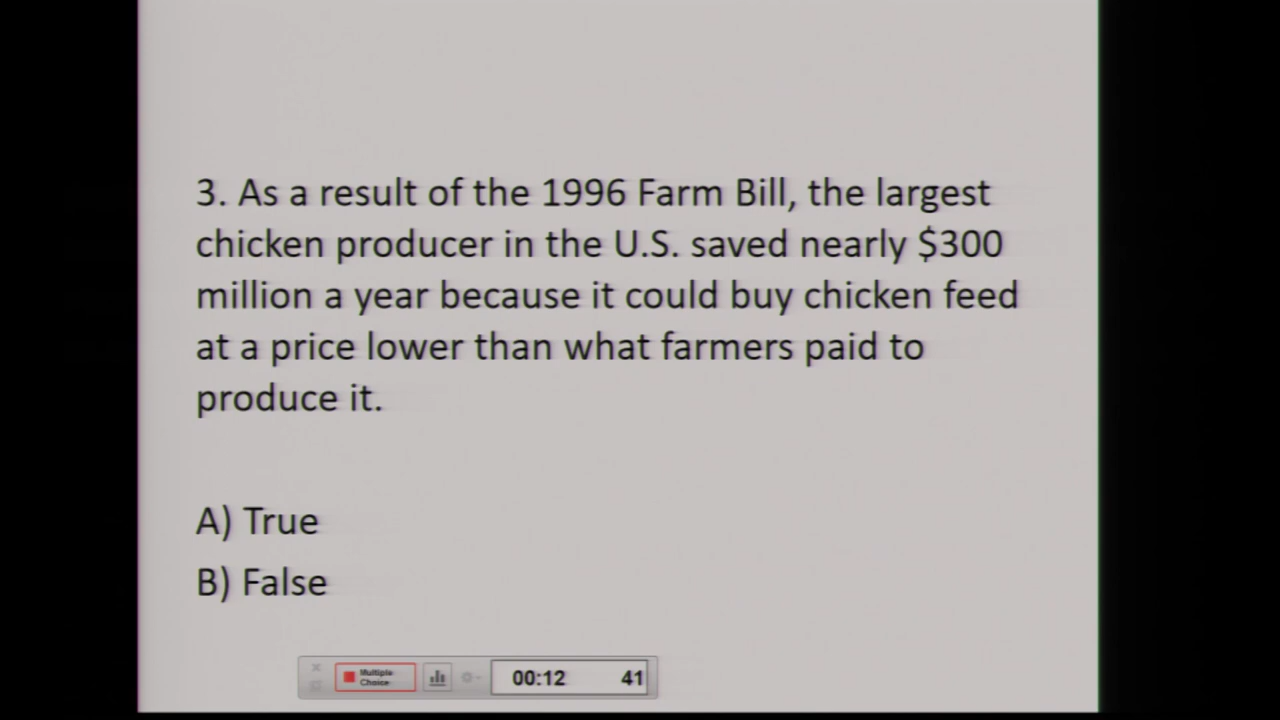 3. As a result of the 1996 Farm Bill, the largest
chicken producer in the U.S. saved nearly $300
million a year because it could buy chicken feed
at a price lower than what farmers paid to
produce it.
A) True
B) False
Multiple
Choice
00:12 41